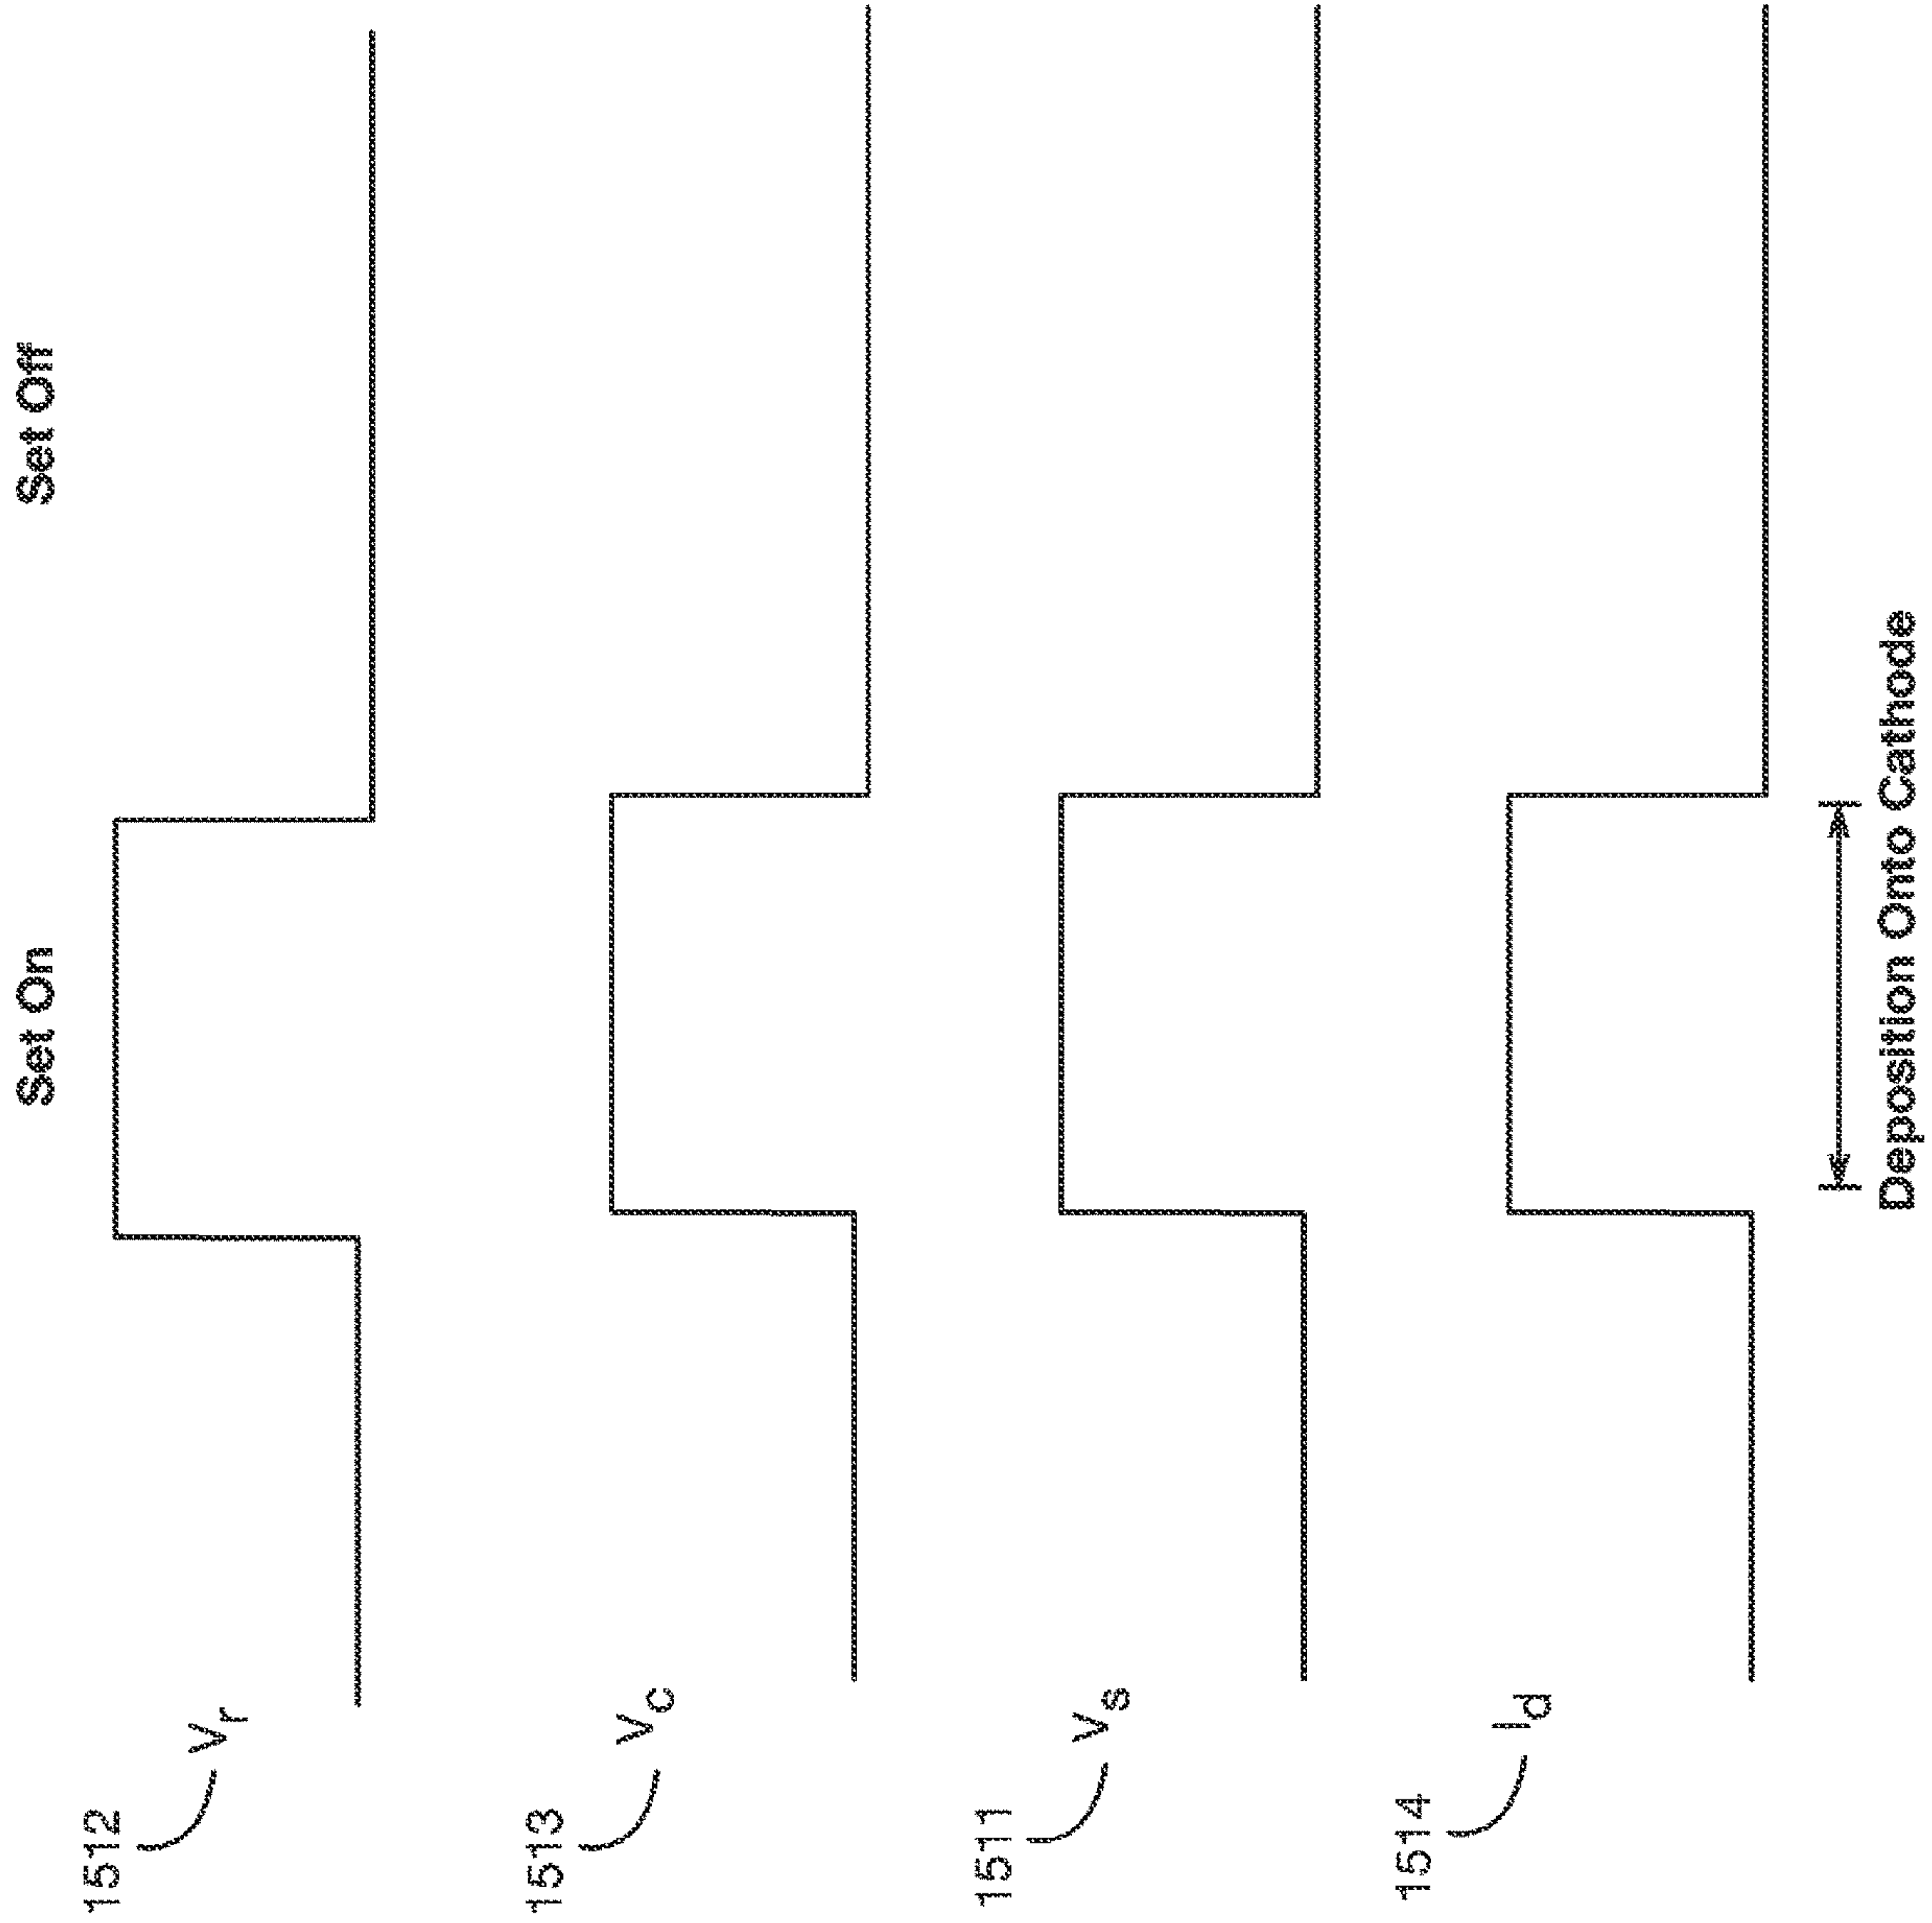 Set On
Set Off
1512
Vr
1513
Vc
1511
Vs
1514
Id
Deposition Onto Cathode